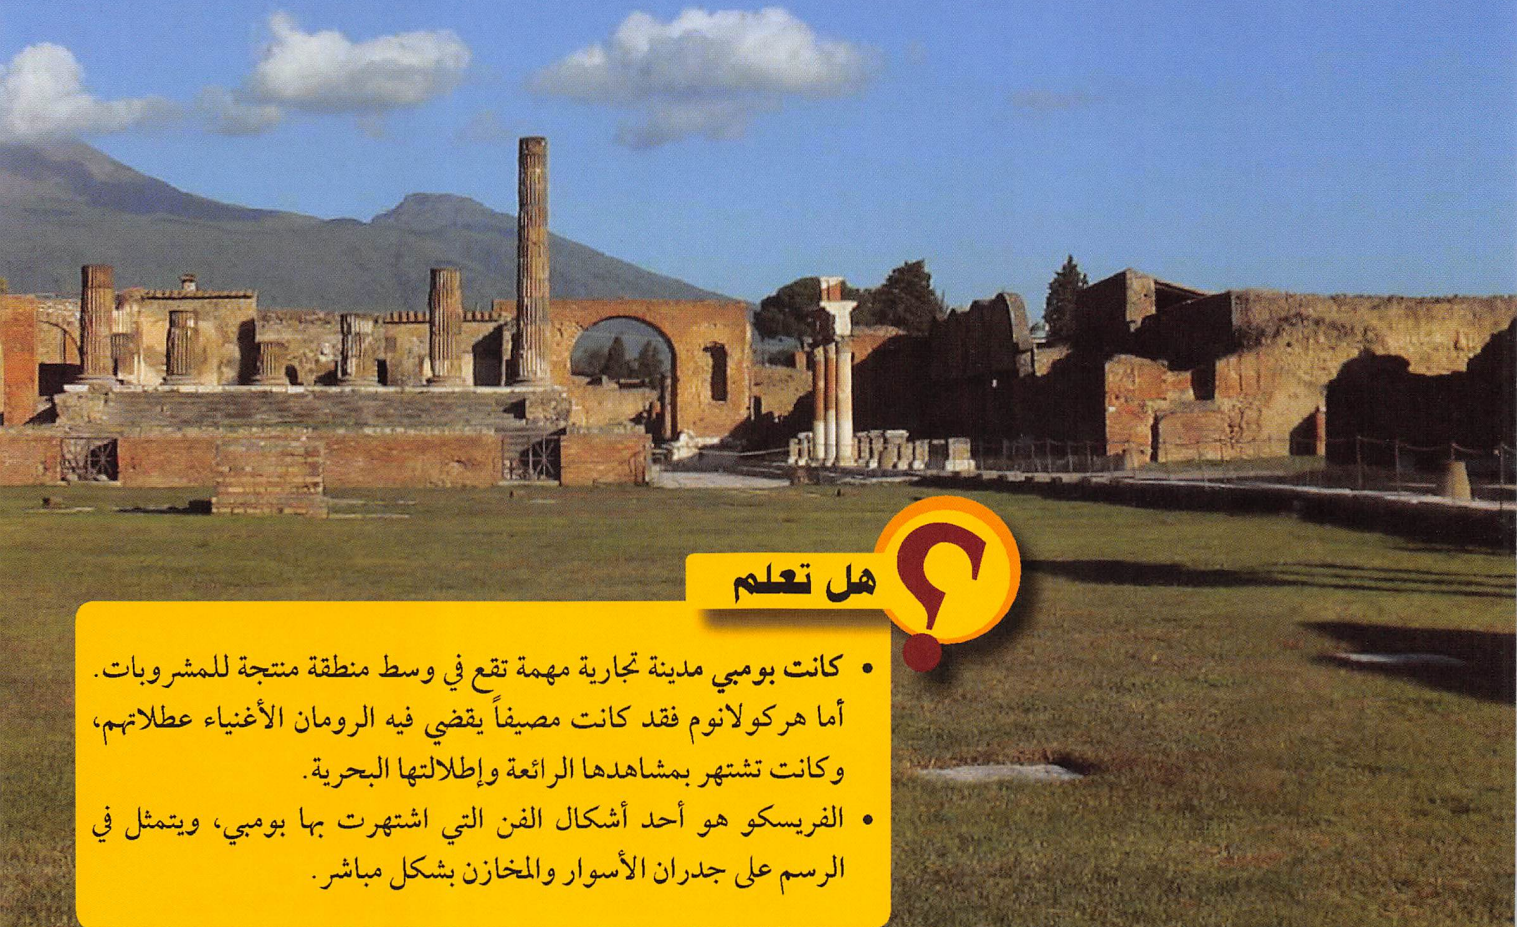 هل تعلم
• كانت بومبي مدينة تجارية مهمة تقع في وسط منطقة منتجة للمشروبات.
أما هركولانوم فقد كانت مصيفاً يقضي فيه الرومان الأغنياء عطلاتهم،
وكانت تشتهر بمشاهدها الرائعة وإطلالتها البحرية.
• الفريسكو هو أحد أشكال الفن التي اشتهرت بها بومبي، ويتمثل في
الرسم على جدران الأسوار والمخازن بشكل مباشر.